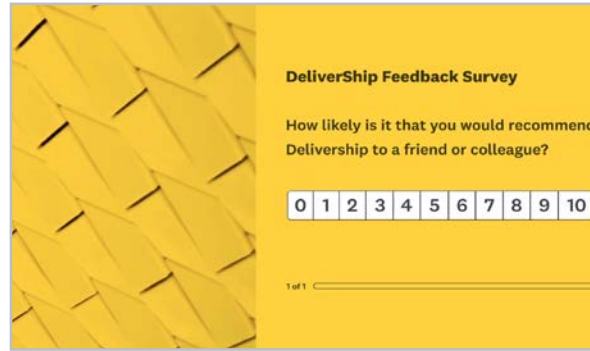 DeliverShip Feedback Survey
How likely is it that you would recommend
Delivership to a friend or colleague?
0 1 2 3 4 5 6 7 8 9 10
1 of 1